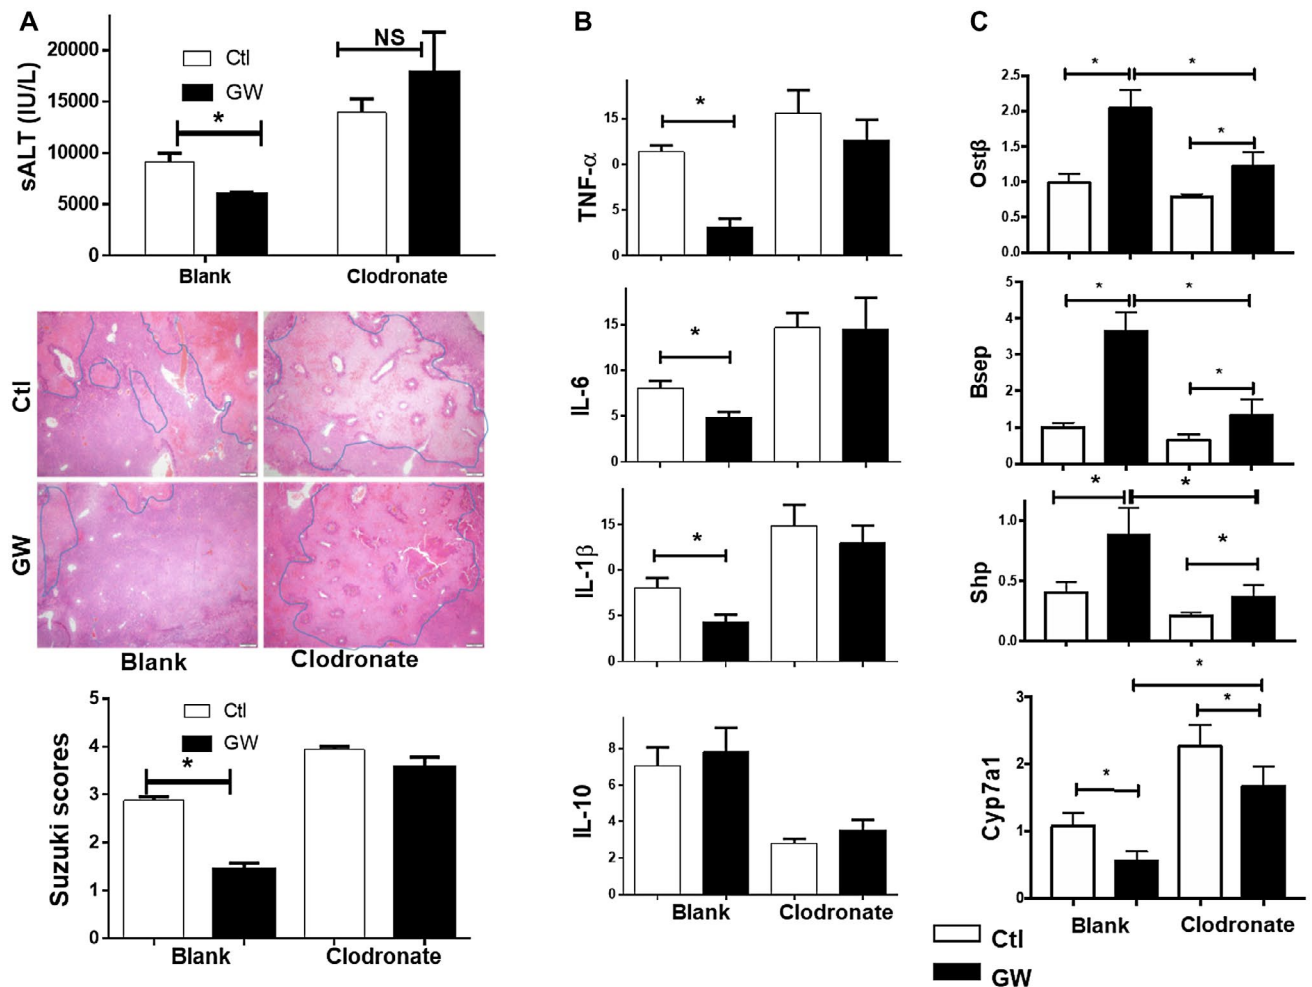 A
sALT (IU/L)
20000
15000
10000
5000
0
Ctl
GW
*
NS
Blank
Clodronate
Ctl
GW
Blank
Clodronate
Suzuki scores
5
4
3
2
1
0
Ctl
GW
*
Blank
Clodronate
B
TNF-α
15
0
5
0
*
IL-6
15
10
5
0
*
IL-1β
15
0
5
0
*
IL-10
8
6
4
2
0
Blank
Clodronate
C
Ostβ
2.5
2.0
1.5
1.0
0.5
0.0
*
*
*
Bsep
5
4
3
2
1
0
*
*
*
Shp
1.0
0.5
0.0
*
*
*
Cyp7a1
3
2
1
0
*
*
*
Blank
Clodronate
Ctl
GW